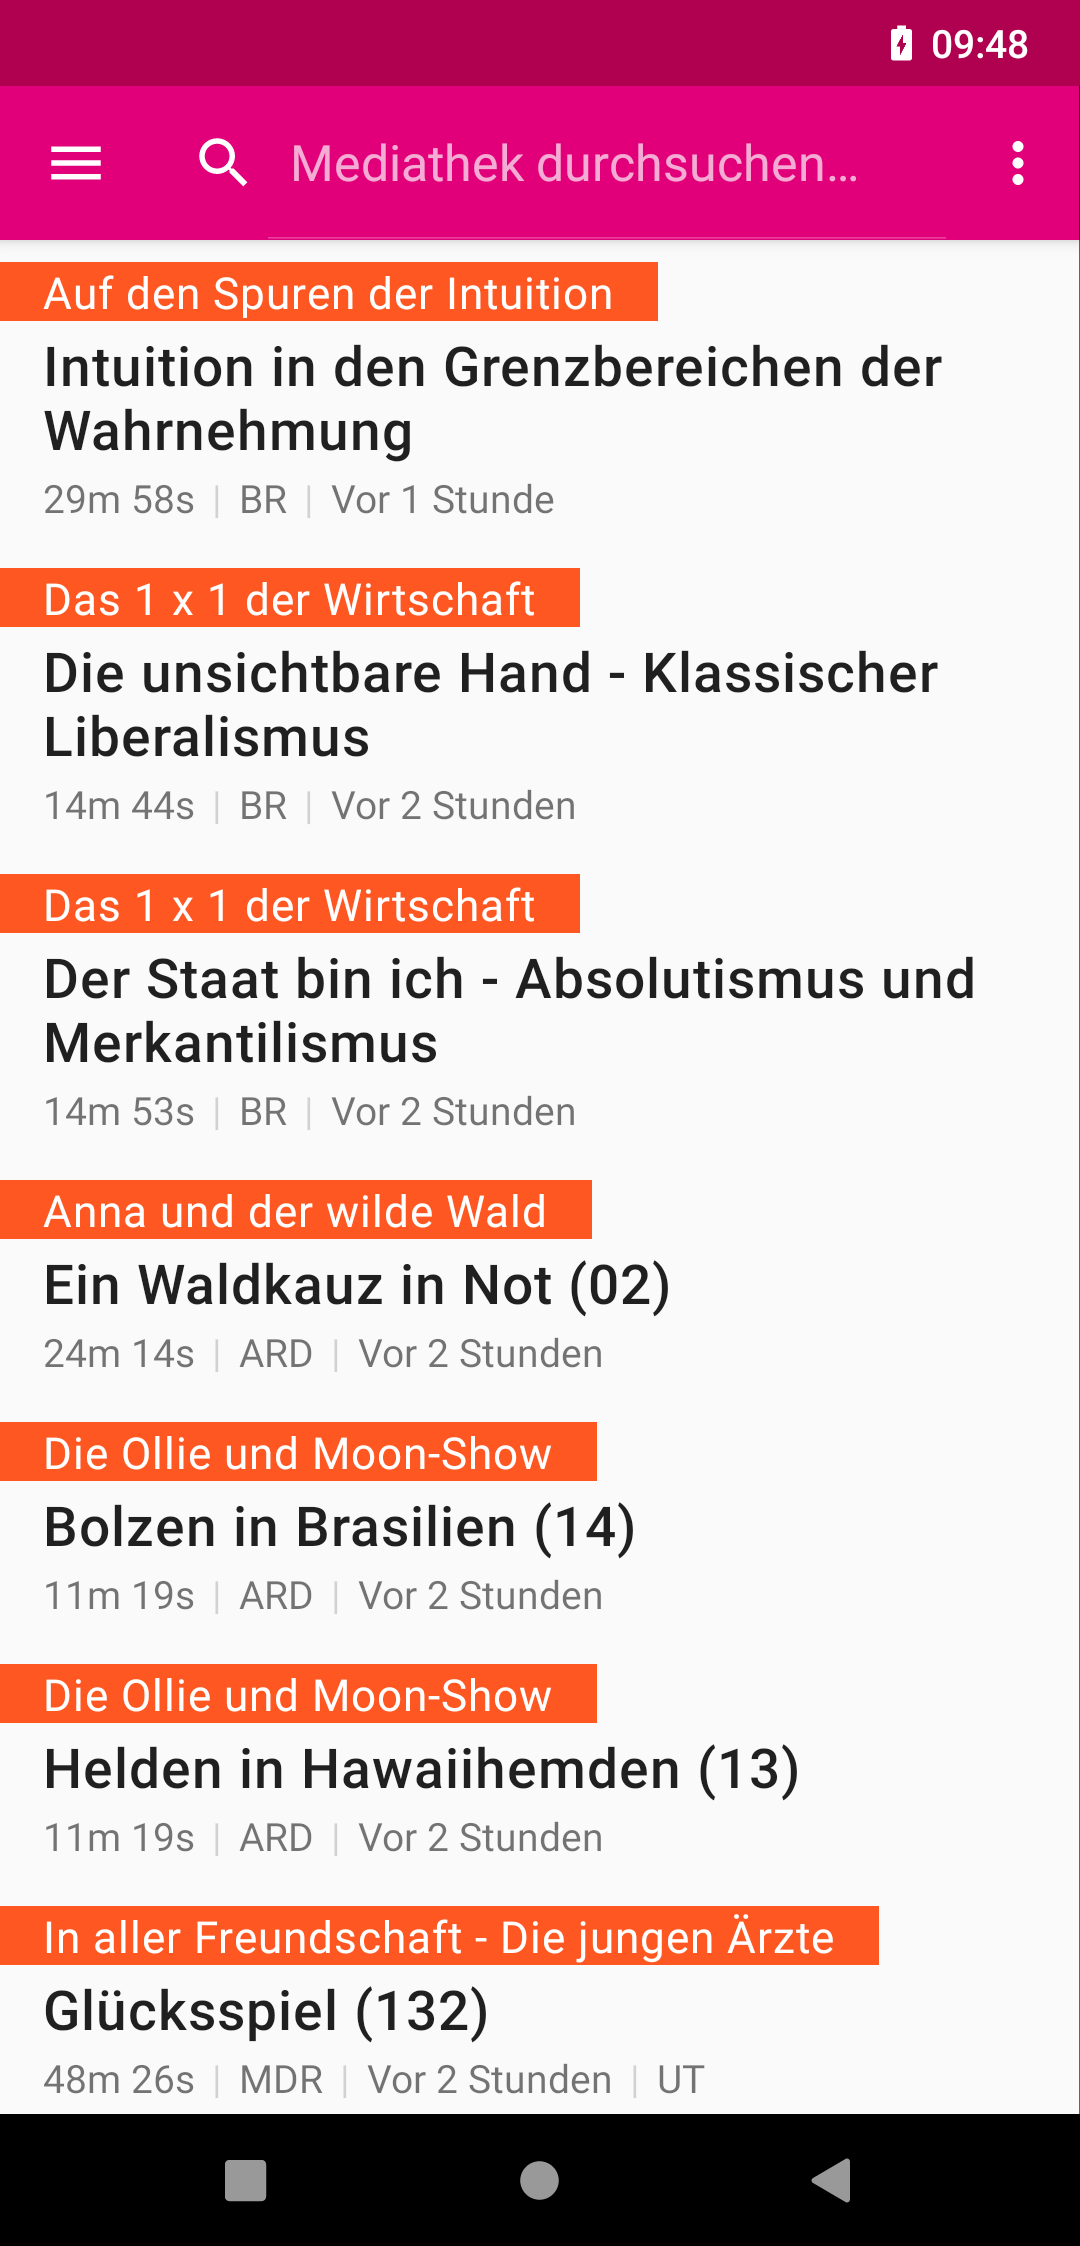 09:48
Mediathek durchsuchen...
Auf den Spuren der Intuition
Intuition in den Grenzbereichen der
Wahrnehmung
29m 58s | BR | Vor 1 Stunde
Das 1 x 1 der Wirtschaft
Die unsichtbare Hand - Klassischer
Liberalismus
14m 44s | BR | Vor 2 Stunden
Das 1 x 1 der Wirtschaft
Der Staat bin ich - Absolutismus und
Merkantilismus
14m 53s | BR | Vor 2 Stunden
Anna und der wilde Wald
Ein Waldkauz in Not (02)
24m 14s | ARD | Vor 2 Stunden
Die Ollie und Moon-Show
Bolzen in Brasilien (14)
11m 19s | ARD | Vor 2 Stunden
Die Ollie und Moon-Show
Helden in Hawaiihemden (13)
11m 19s | ARD | Vor 2 Stunden
In aller Freundschaft - Die jungen Ärzte
Glücksspiel (132)
48m 26s | MDR | Vor 2 Stunden | UT